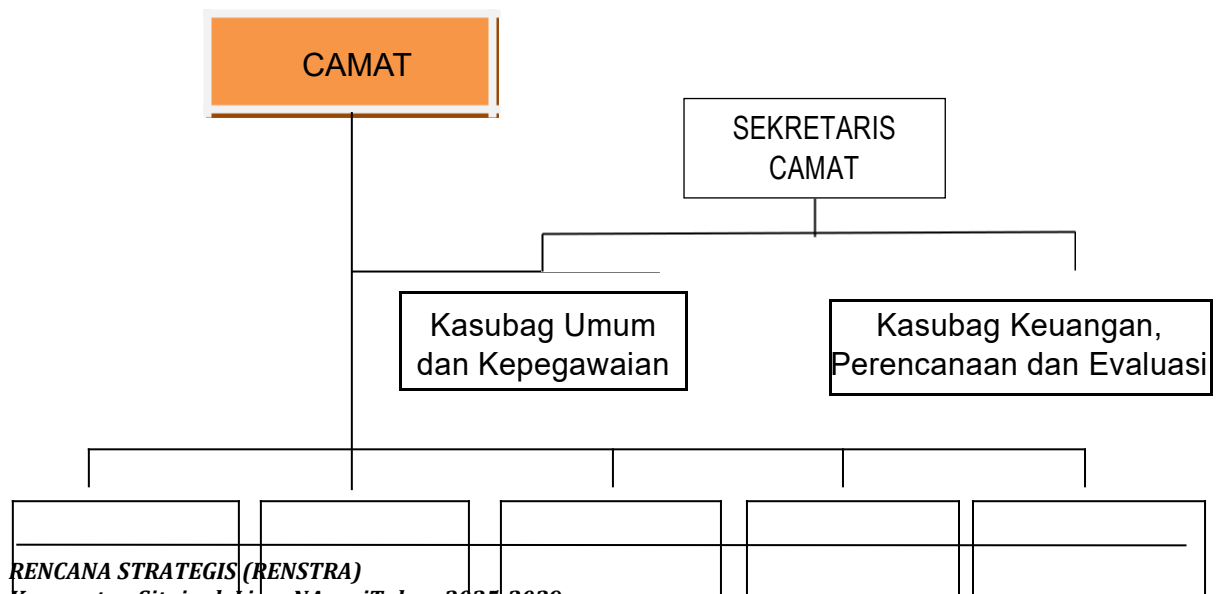 CAMAT
SEKRETARIS
CAMAT
Kasubag Umum
dan Kepegawaian
Kasubag Keuangan,
Perencanaan dan Evaluasi
RENCANA STRATEGIS (RENSTRA)